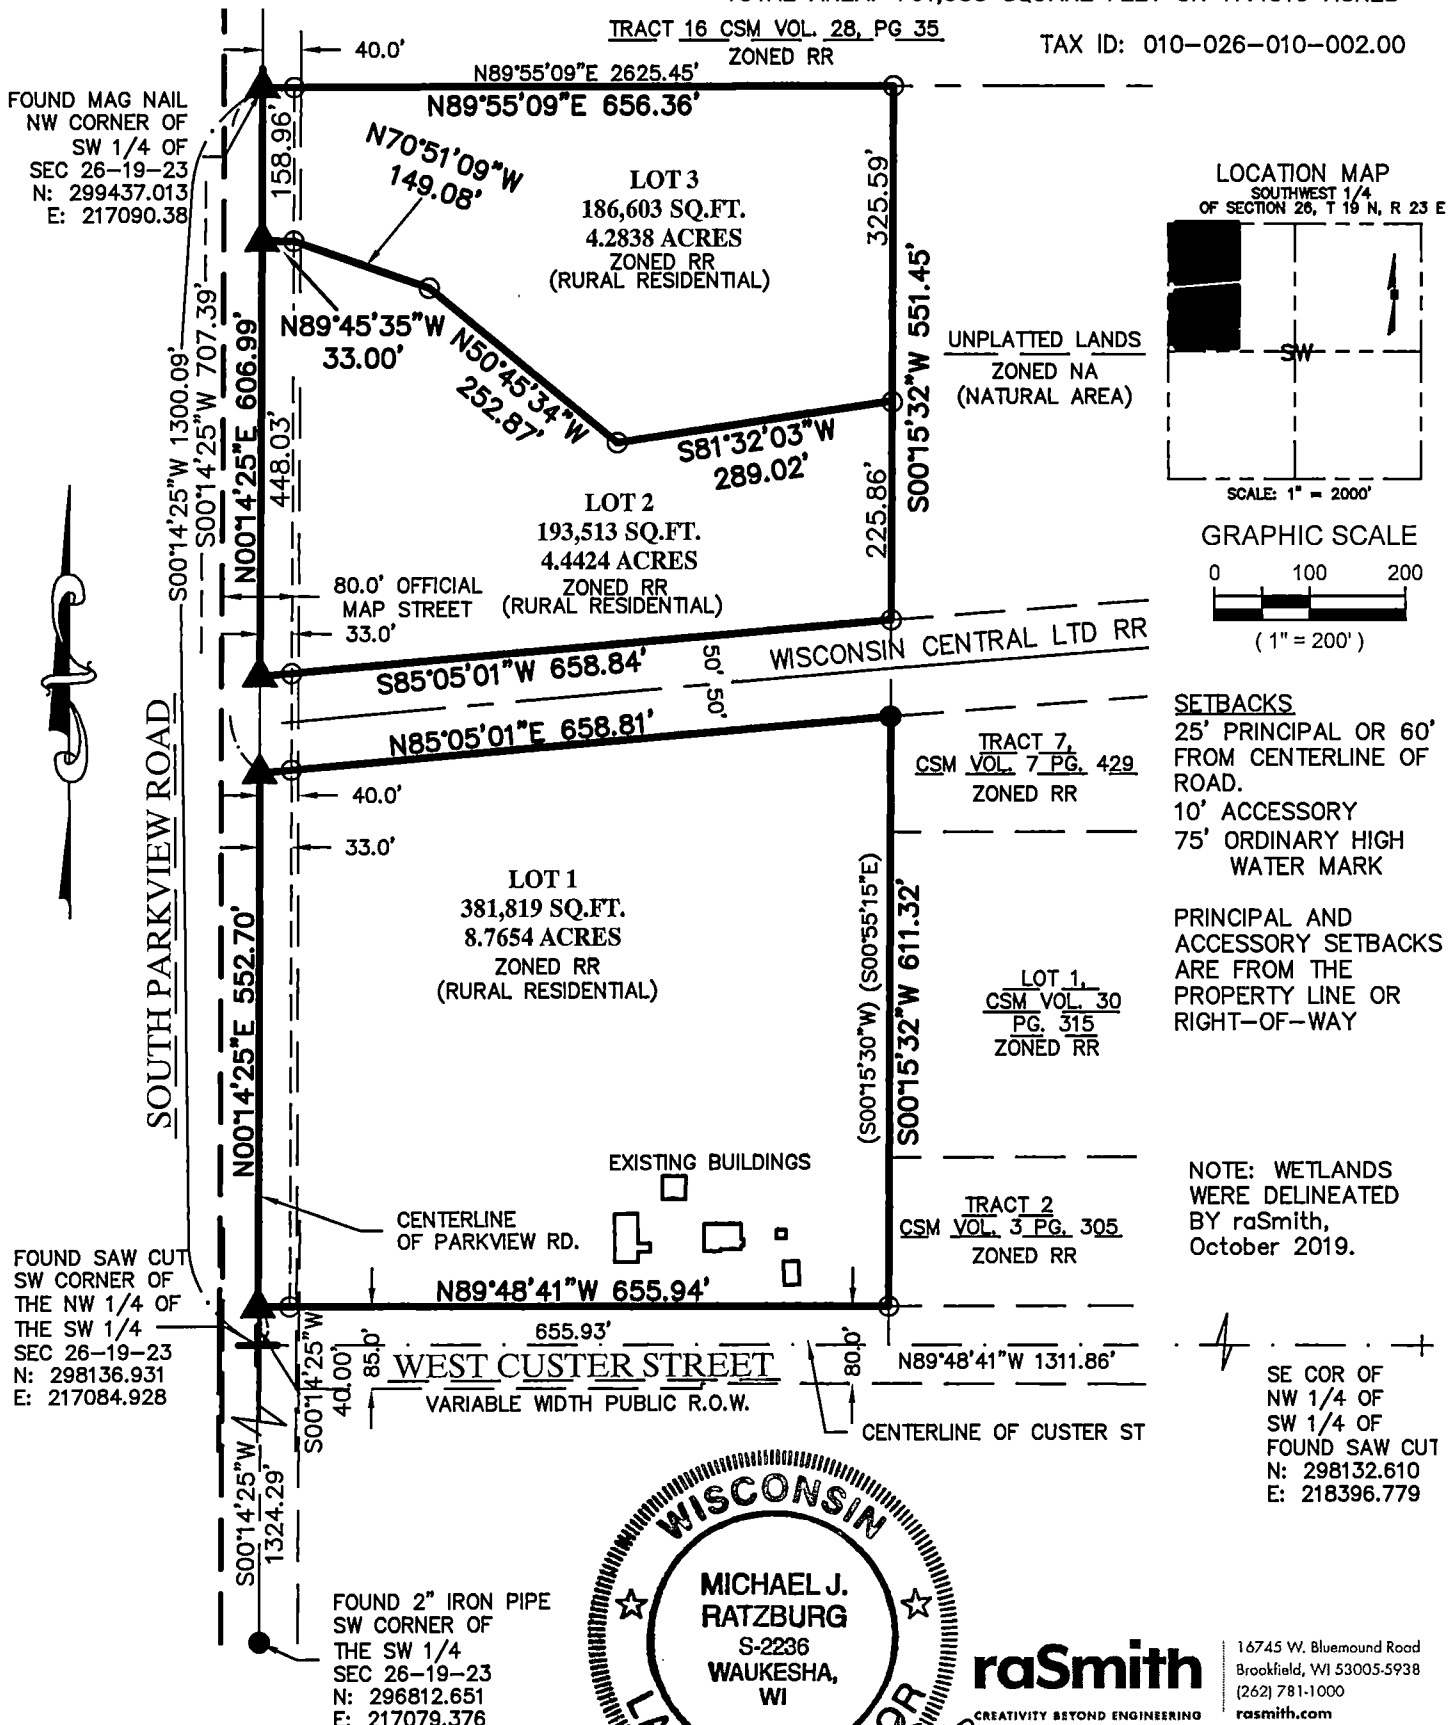 TRACT 16 CSM VOL. 28, PG 35
ZONED RR
TAX ID: 010-026-010-002.00
40.0'
N89°55'09"E 2625.45'
N89°55'09"E 656.36'
FOUND MAG NAIL
NW CORNER OF
SW 1/4 OF
SEC 26-19-23
N: 299437.013
E: 217090.38
158.96'
N70°51'09"W
149.08'
LOT 3
186,603 SQ.FT.
4.2838 ACRES
ZONED RR
(RURAL RESIDENTIAL)
325.59'
S00°15'32"W 551.45'
LOCATION MAP
SOUTHWEST 1/4
OF SECTION 26, T 19 N, R 23 E
SW
SCALE: 1" = 2000'
N89°45'35"W
33.00'
N50°45'34"W
252.87'
S81°32'03"W
289.02'
UNPLATTED LANDS
ZONED NA
(NATURAL AREA)
S00°14'25"W 1300.09'
S00°14'25"W 707.39'
N00°14'25"E 606.99'
448.03'
LOT 2
193,513 SQ.FT.
4.4424 ACRES
ZONED RR
(RURAL RESIDENTIAL)
225.86'
GRAPHIC SCALE
0 100 200
( 1" = 200' )
80.0' OFFICIAL
MAP STREET
33.0'
S85°05'01"W 658.84'
50'
50'
WISCONSIN CENTRAL LTD RR
N85°05'01"E 658.81'
40.0'
33.0'
SOUTH PARKVIEW ROAD
TRACT 7,
CSM VOL. 7 PG. 429
ZONED RR
SETBACKS
25' PRINCIPAL OR 60'
FROM CENTERLINE OF
ROAD.
10' ACCESSORY
75' ORDINARY HIGH
WATER MARK
PRINCIPAL AND
ACCESSORY SETBACKS
ARE FROM THE
PROPERTY LINE OR
RIGHT-OF-WAY
N00°14'25"E 552.70'
LOT 1
381,819 SQ.FT.
8.7654 ACRES
ZONED RR
(RURAL RESIDENTIAL)
(S00°15'30"W) (S00°55'15"E)
S00°15'32"W 611.32'
LOT 1,
CSM VOL. 30
PG. 315
ZONED RR
EXISTING BUILDINGS
NOTE: WETLANDS
WERE DELINEATED
BY raSmith,
October 2019.
CENTERLINE
OF PARKVIEW RD.
TRACT 2
CSM VOL. 3 PG. 305
ZONED RR
FOUND SAW CUT
SW CORNER OF
THE NW 1/4 OF
THE SW 1/4
SEC 26-19-23
N: 298136.931
E: 217084.928
N89°48'41"W 655.94'
655.93'
S00°14'25"W
40.00'
85.0'
80.0'
WEST CUSTER STREET
VARIABLE WIDTH PUBLIC R.O.W.
N89°48'41"W 1311.86'
CENTERLINE OF CUSTER ST
SE COR OF
NW 1/4 OF
SW 1/4 OF
FOUND SAW CUT
N: 298132.610
E: 218396.779
S00°14'25"W
1324.29'
FOUND 2" IRON PIPE
SW CORNER OF
THE SW 1/4
SEC 26-19-23
N: 296812.651
E: 217079.376
WISCONSIN
MICHAEL J.
RATZBURG
S-2236
WAUKESHA,
WI
raSmith
CREATIVITY BEYOND ENGINEERING
16745 W. Bluemound Road
Brookfield, WI 53005-5938
(262) 781-1000
rasmith.com